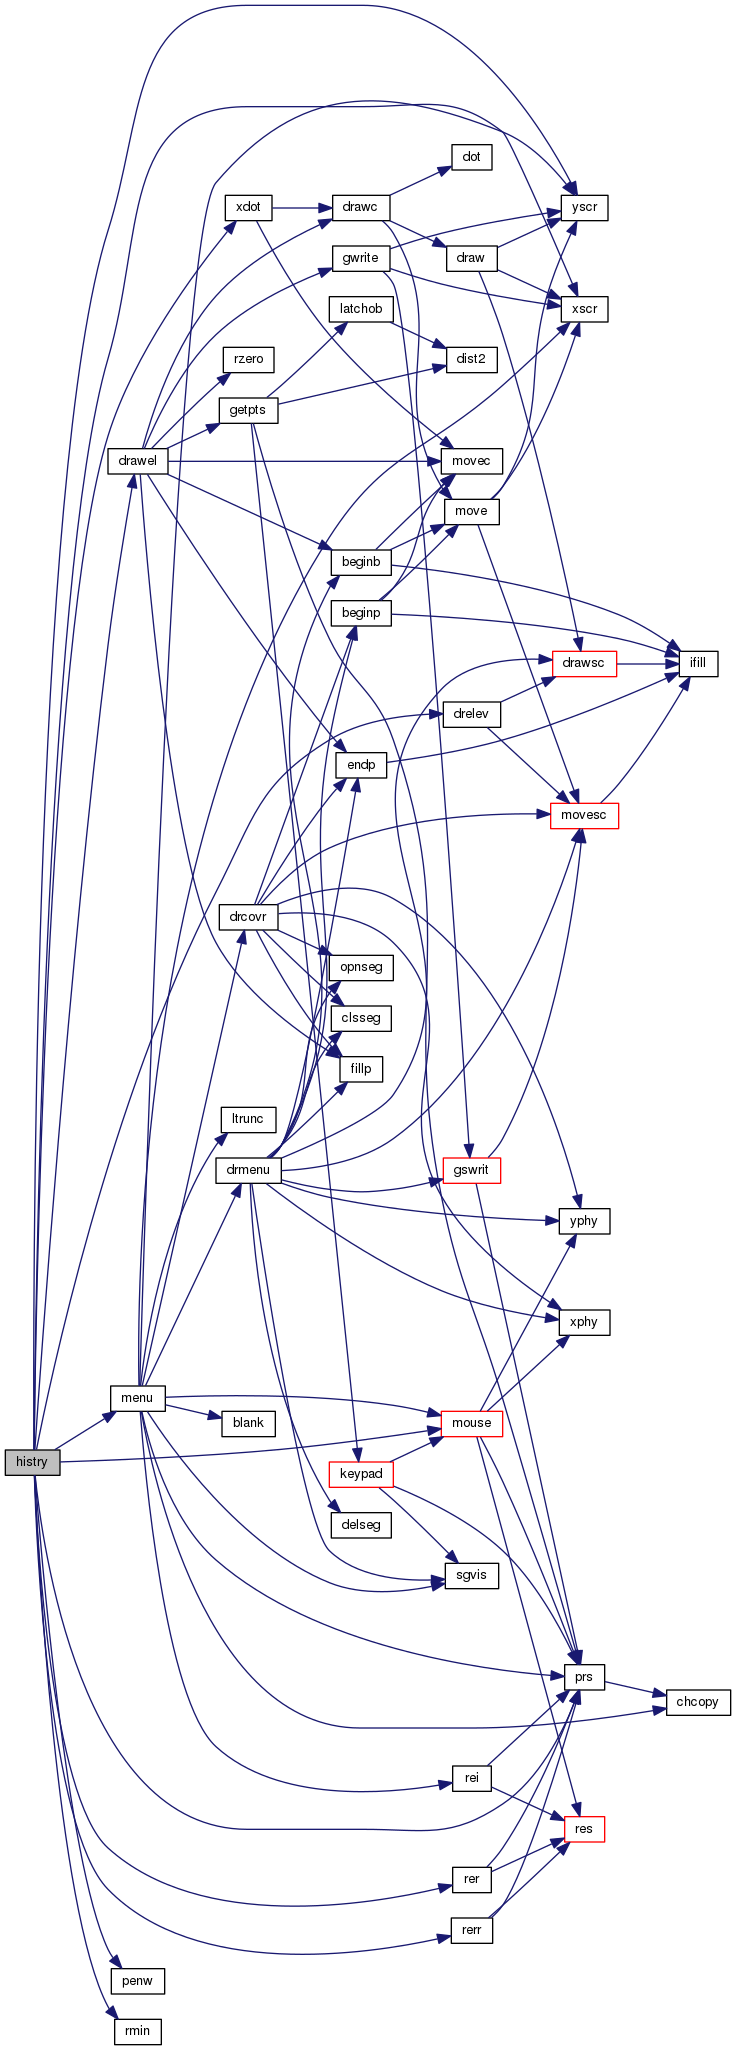 dot
xdot
drawc
yscr
gwrite
draw
latchob
xscr
rzero
dist2
getpts
drawel
movec
move
beginb
beginp
drawsc
ifill
drelev
endp
movesc
drcovr
opnseg
clsseg
fillp
ltrunc
drmenu
gswrit
yphy
xphy
menu
blank
mouse
histry
keypad
delseg
sgvis
prs
chcopy
rei
res
rer
rerr
penw
rmin